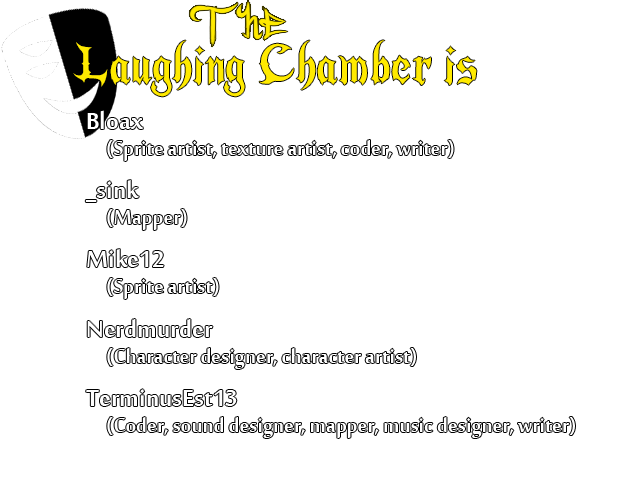 The
Laughing Chamber is
Bloax
(Sprite artist, texture artist, coder, writer)
_sink
(Mapper)
Mike12
(Sprite artist)
Nerdmurder
(Character designer, character artist)
TerminusEst13
(Coder, sound designer, mapper, music designer, writer)